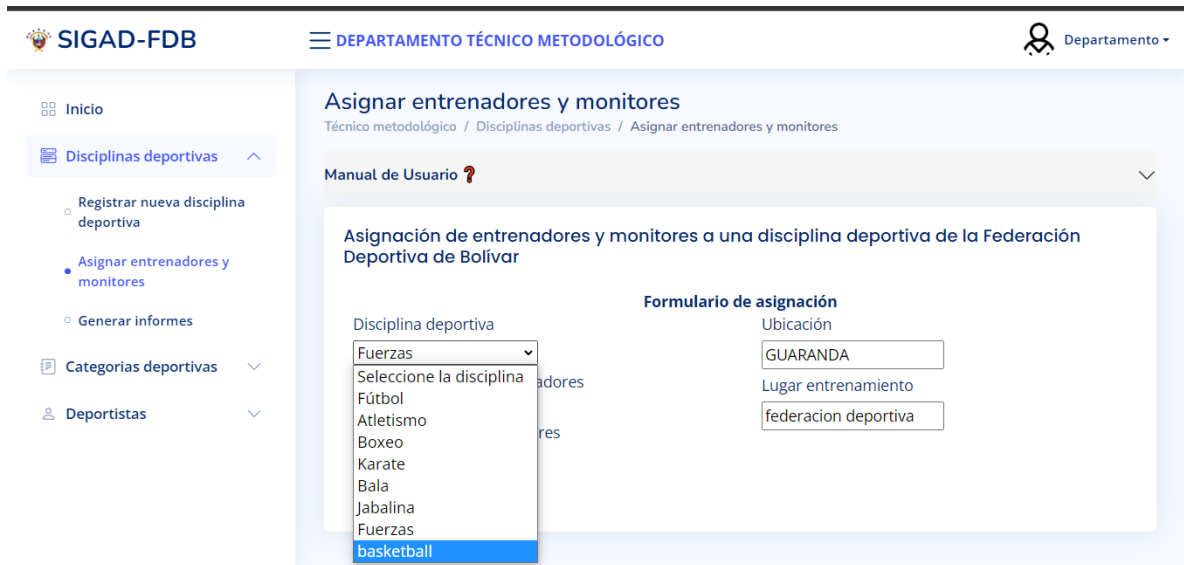 SIGAD-FDB
DEPARTAMENTO TÉCNICO METODOLÓGICO
Departamento
Inicio
Disciplinas deportivas
Registrar nueva disciplina
deportiva
Asignar entrenadores y
monitores
Generar informes
Categorias deportivas
Deportistas
Asignar entrenadores y monitores
Técnico metodológico / Disciplinas deportivas / Asignar entrenadores y monitores
Manual de Usuario ❓
Asignación de entrenadores y monitores a una disciplina deportiva de la Federación
Deportiva de Bolívar
Formulario de asignación
Disciplina deportiva
Fuerzas
Seleccione la disciplina
Fútbol
Atletismo
Boxeo
Karate
Bala
Jabalina
Fuerzas
basketball
adores
res
Ubicación
GUARANDA
Lugar entrenamiento
federacion deportiva